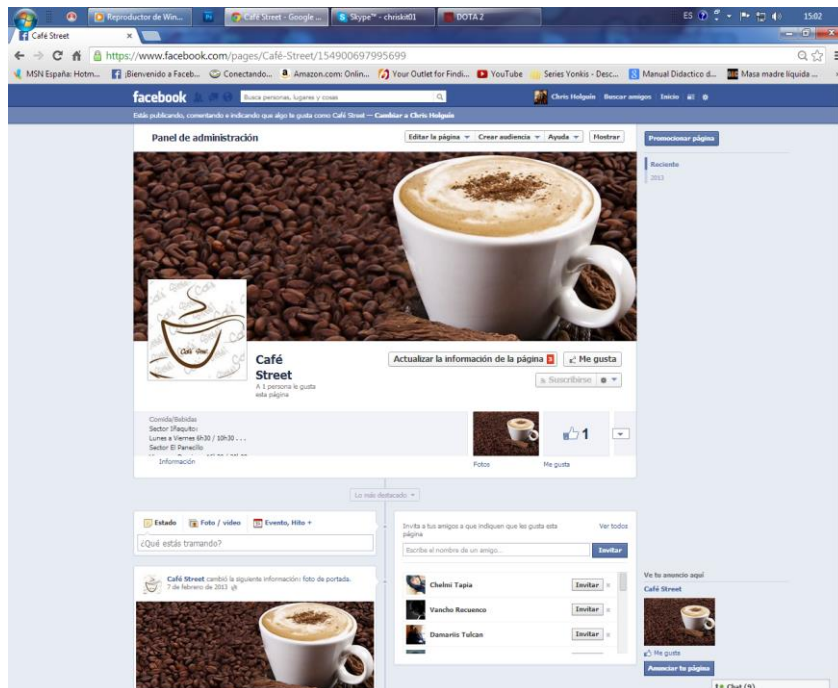 Reproductor de Win...
Café Street - Google ...
Skype™ - chriskit01
DOTA 2
ES
15:02
Café Street
https://www.facebook.com/pages/Café-Street/154900697995699
MSN España: Hotm...
¡Bienvenido a Faceb...
Conectando...
Amazon.com: Onlin...
Your Outlet for Findi...
YouTube
Series Yonkis - Desc...
Manual Didactico d...
Masa madre líquida ...
facebook
Busca personas, lugares y cosas
Chris Holguin
Buscar amigos
Inicio
Estás publicando, comentando e indicando que algo te gusta como Café Street — Cambiar a Chris Holguin
Panel de administración
Editar la página
Crear audiencia
Ayuda
Mostrar
Promocionar página
Reciente
2013
Café Street
Café
Street
A 1 persona le gusta
esta página
Actualizar la información de la página 3
Me gusta
Suscribirse
Comida/Bebidas
Sector Iñaquito:
Lunes a Viernes 6h30 / 10h30 . . .
Sector El Panecillo
Información
1
Fotos
Me gusta
Lo más destacado
Estado
Foto / video
Evento, Hito +
¿Qué estás tramando?
Invita a tus amigos a que indiquen que les gusta esta
página
Ver todos
Escribe el nombre de un amigo...
Invitar
Chelmi Tapia
Invitar
Vancho Recuenco
Invitar
Damariis Tulcan
Invitar
Café Street cambió la siguiente información: foto de portada.
7 de febrero de 2013
Ve tu anuncio aquí
Café Street
Me gusta
Anunciar tu página
Chat (9)